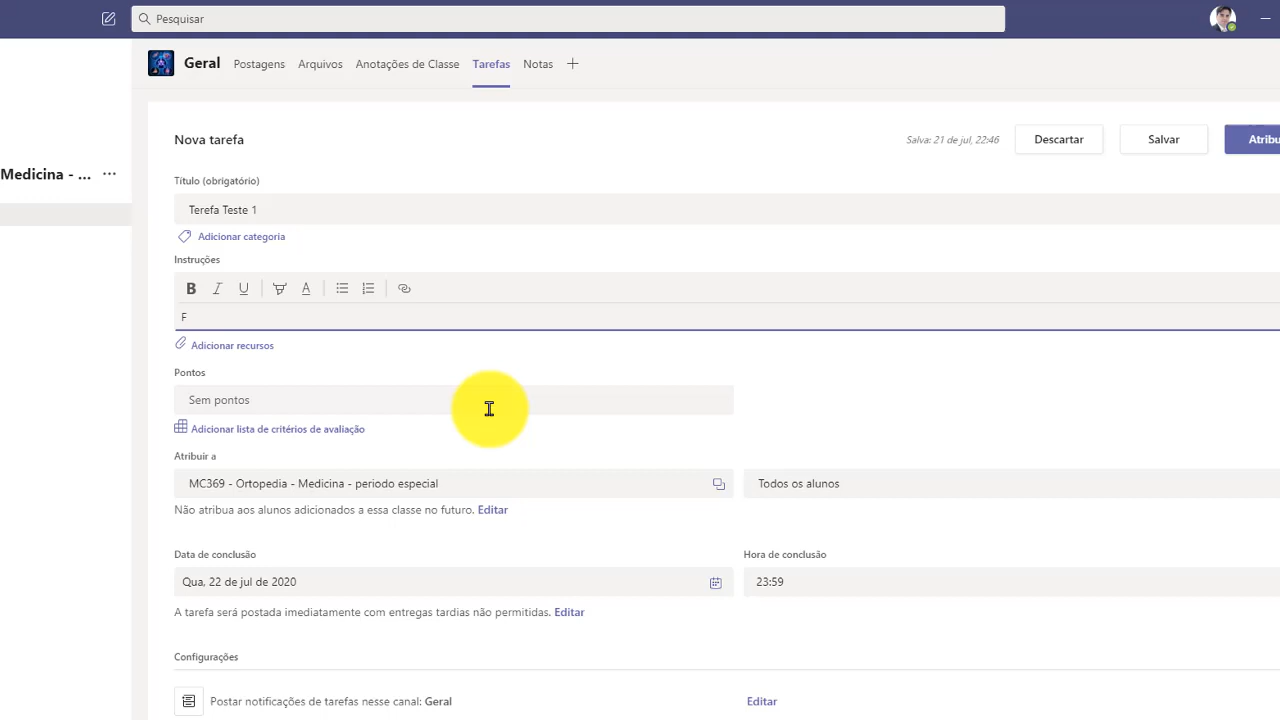 Pesquisar
Geral Postagens Arquivos Anotações de Classe Tarefas Notas
Nova tarefa Salva: 21 de jul, 22:46 Descartar Salvar Atribu
Medicina - ...
Título (obrigatório)
Terefa Teste 1
Adicionar categoria
Instruções
B I U A
F
Adicionar recursos
Pontos
Sem pontos
Adicionar lista de critérios de avaliação
Atribuir a
MC369 - Ortopedia - Medicina - periodo especial Todos os alunos
Não atribua aos alunos adicionados a essa classe no futuro. Editar
Data de conclusão Hora de conclusão
Qua, 22 de jul de 2020 23:59
A tarefa será postada imediatamente com entregas tardias não permitidas. Editar
Configurações
Postar notificações de tarefas nesse canal: Geral Editar